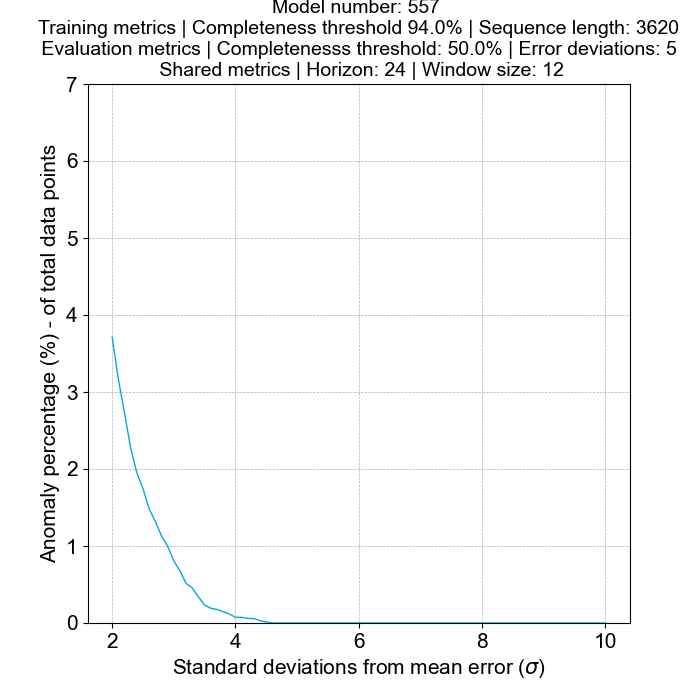 Model number: 557
Training metrics | Completeness threshold 94.0% | Sequence length: 3620
Evaluation metrics | Completenesss threshold: 50.0% | Error deviations: 5
Shared metrics | Horizon: 24 | Window size: 12
7
6
5
4
3
2
1
0
Anomaly percentage (%) - of total data points
2 4 6 8 10
Standard deviations from mean error (σ)